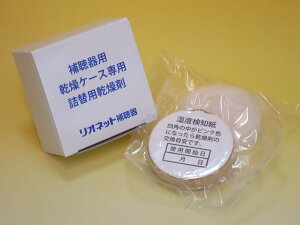 補聴器用
乾燥ケース専用
詰替用乾燥剤
リオネット補聴器
湿度検知紙
四角の中がピンク色
になったら乾燥剤の
交換目安です。
使用開始日
月 日